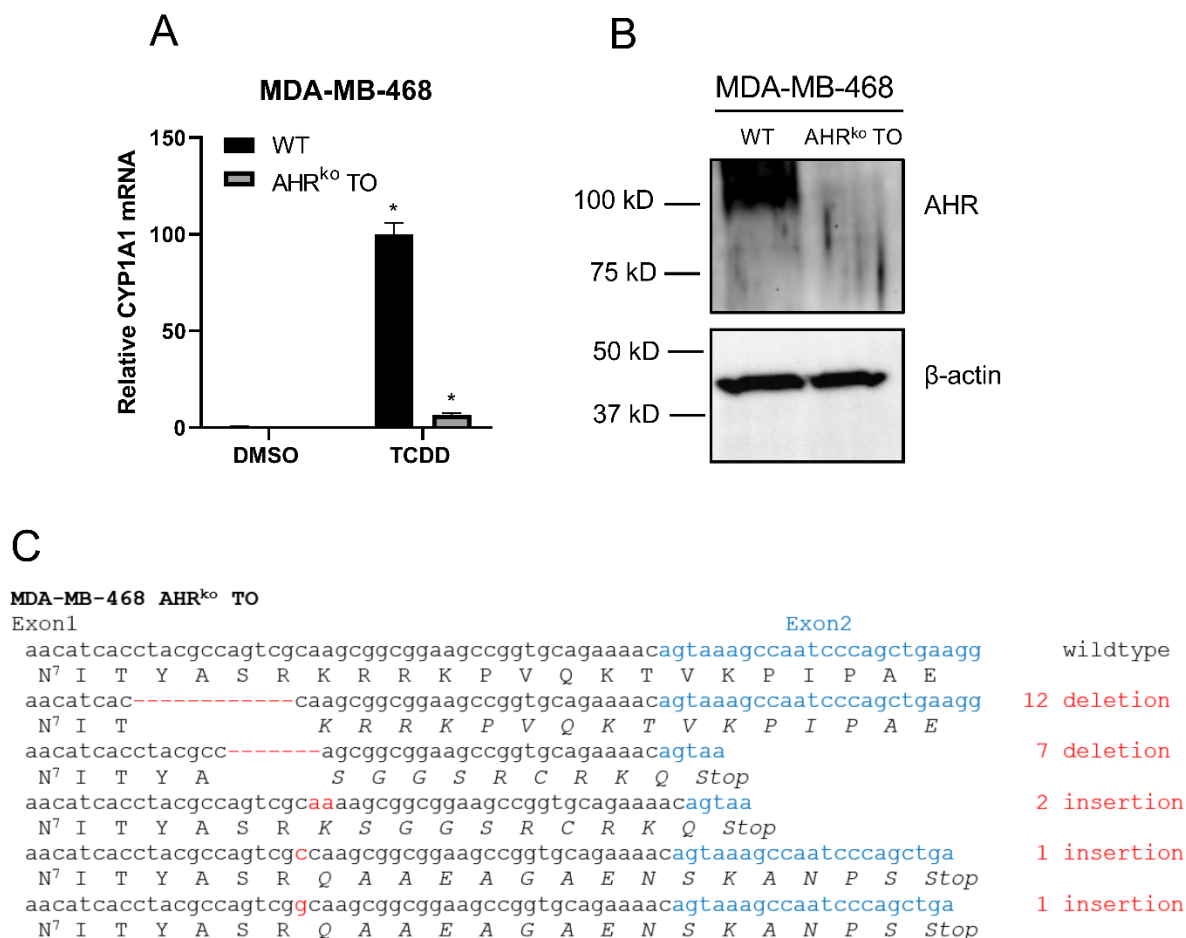 A
MDA-MB-468
WT
AHRko TO
Relative CYP1A1 mRNA
150
100
50
0
*
*
DMSO
TCDD
B
MDA-MB-468
WT AHRko TO
100 kD
75 kD
AHR
50 kD
37 kD
β-actin
C
MDA-MB-468 AHRko TO
Exon1 Exon2
aacatcacctacgccagtcgcaagcggcggaagccggtgcagaaaacagtaaagccaatcccagctgaagg wildtype
N7 I T Y A S R K R R K P V Q K T V K P I P A E
aacatcac------------caagcggcggaagccggtgcagaaaacagtaaagccaatcccagctgaagg 12 deletion
N7 I T K R R K P V Q K T V K P I P A E
aacatcacctacgcc-------agcggcggaagccggtgcagaaaacagtaa 7 deletion
N7 I T Y A S G G S R C R K Q Stop
aacatcacctacgccagtcgcaaaagcggcggaagccggtgcagaaaacagtaa 2 insertion
N7 I T Y A S R K S G G S R C R K Q Stop
aacatcacctacgccagtcgccaagcggcggaagccggtgcagaaaacagtaaagccaatcccagctga 1 insertion
N7 I T Y A S R Q A A E A G A E N S K A N P S Stop
aacatcacctacgccagtcggcaagcggcggaagccggtgcagaaaacagtaaagccaatcccagctga 1 insertion
N7 I T Y A S R Q A A E A G A E N S K A N P S Stop